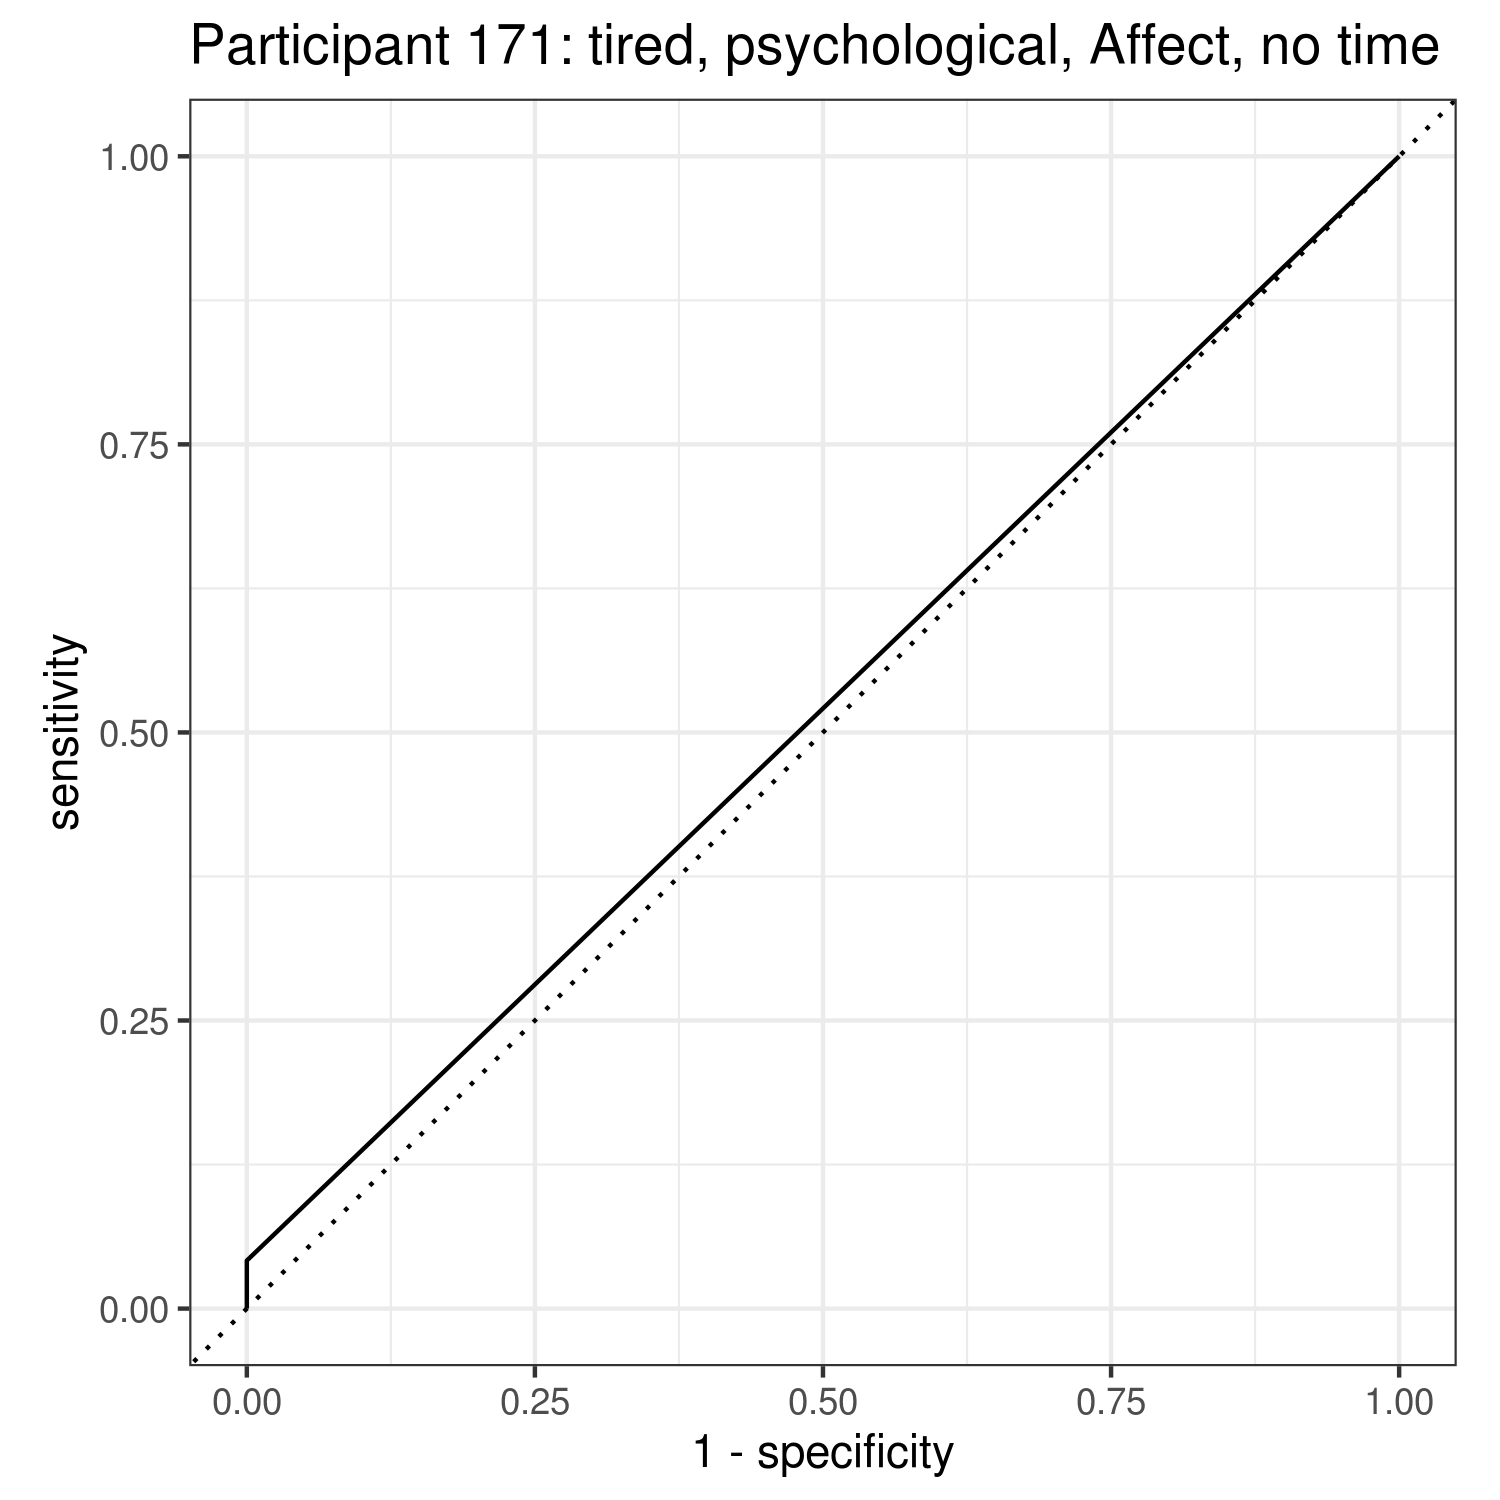 Participant 171: tired, psychological, Affect, no time
1.00
0.75
0.50
0.25
0.00
sensitivity
0.00 0.25 0.50 0.75 1.00
1 - specificity